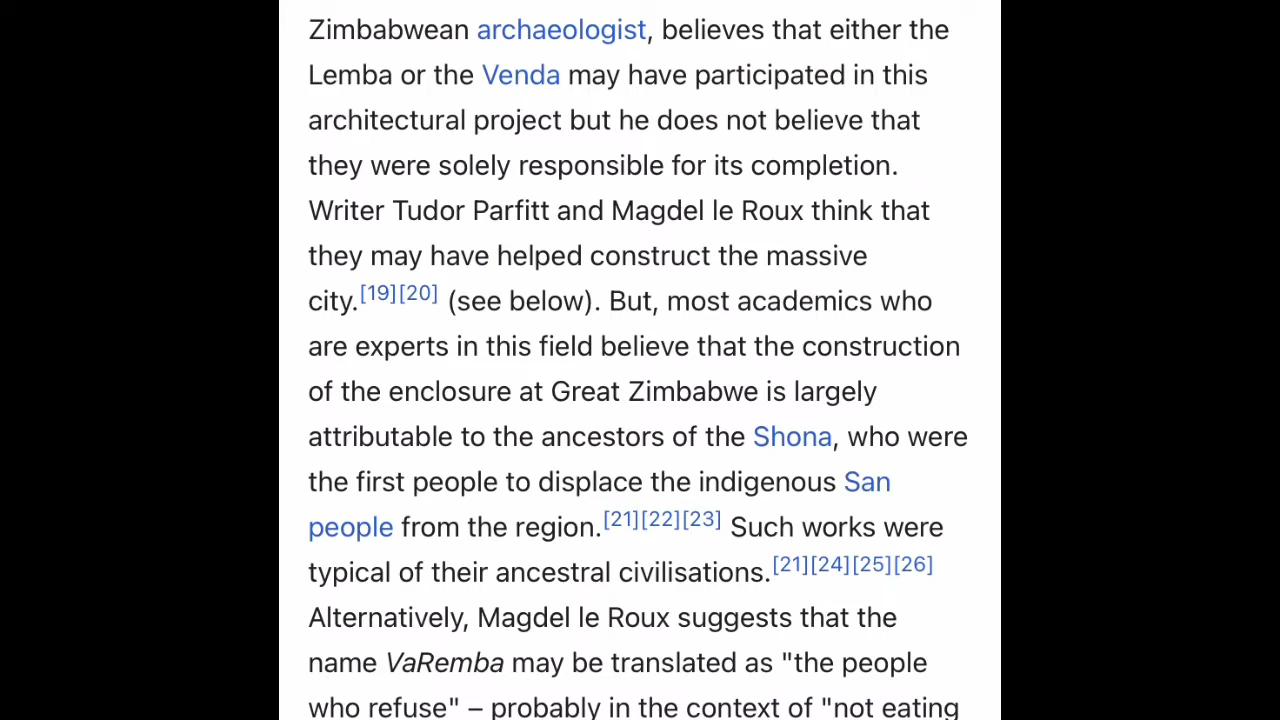 Zimbabwean archaeologist, believes that either the
Lemba or the Venda may have participated in this
architectural project but he does not believe that
they were solely responsible for its completion.
Writer Tudor Parfitt and Magdel le Roux think that
they may have helped construct the massive
city.[19][20] (see below). But, most academics who
are experts in this field believe that the construction
of the enclosure at Great Zimbabwe is largely
attributable to the ancestors of the Shona, who were
the first people to displace the indigenous San
people from the region.[21][22][23] Such works were
typical of their ancestral civilisations.[21][24][25][26]
Alternatively, Magdel le Roux suggests that the
name VaRemba may be translated as "the people
who refuse" – probably in the context of "not eating